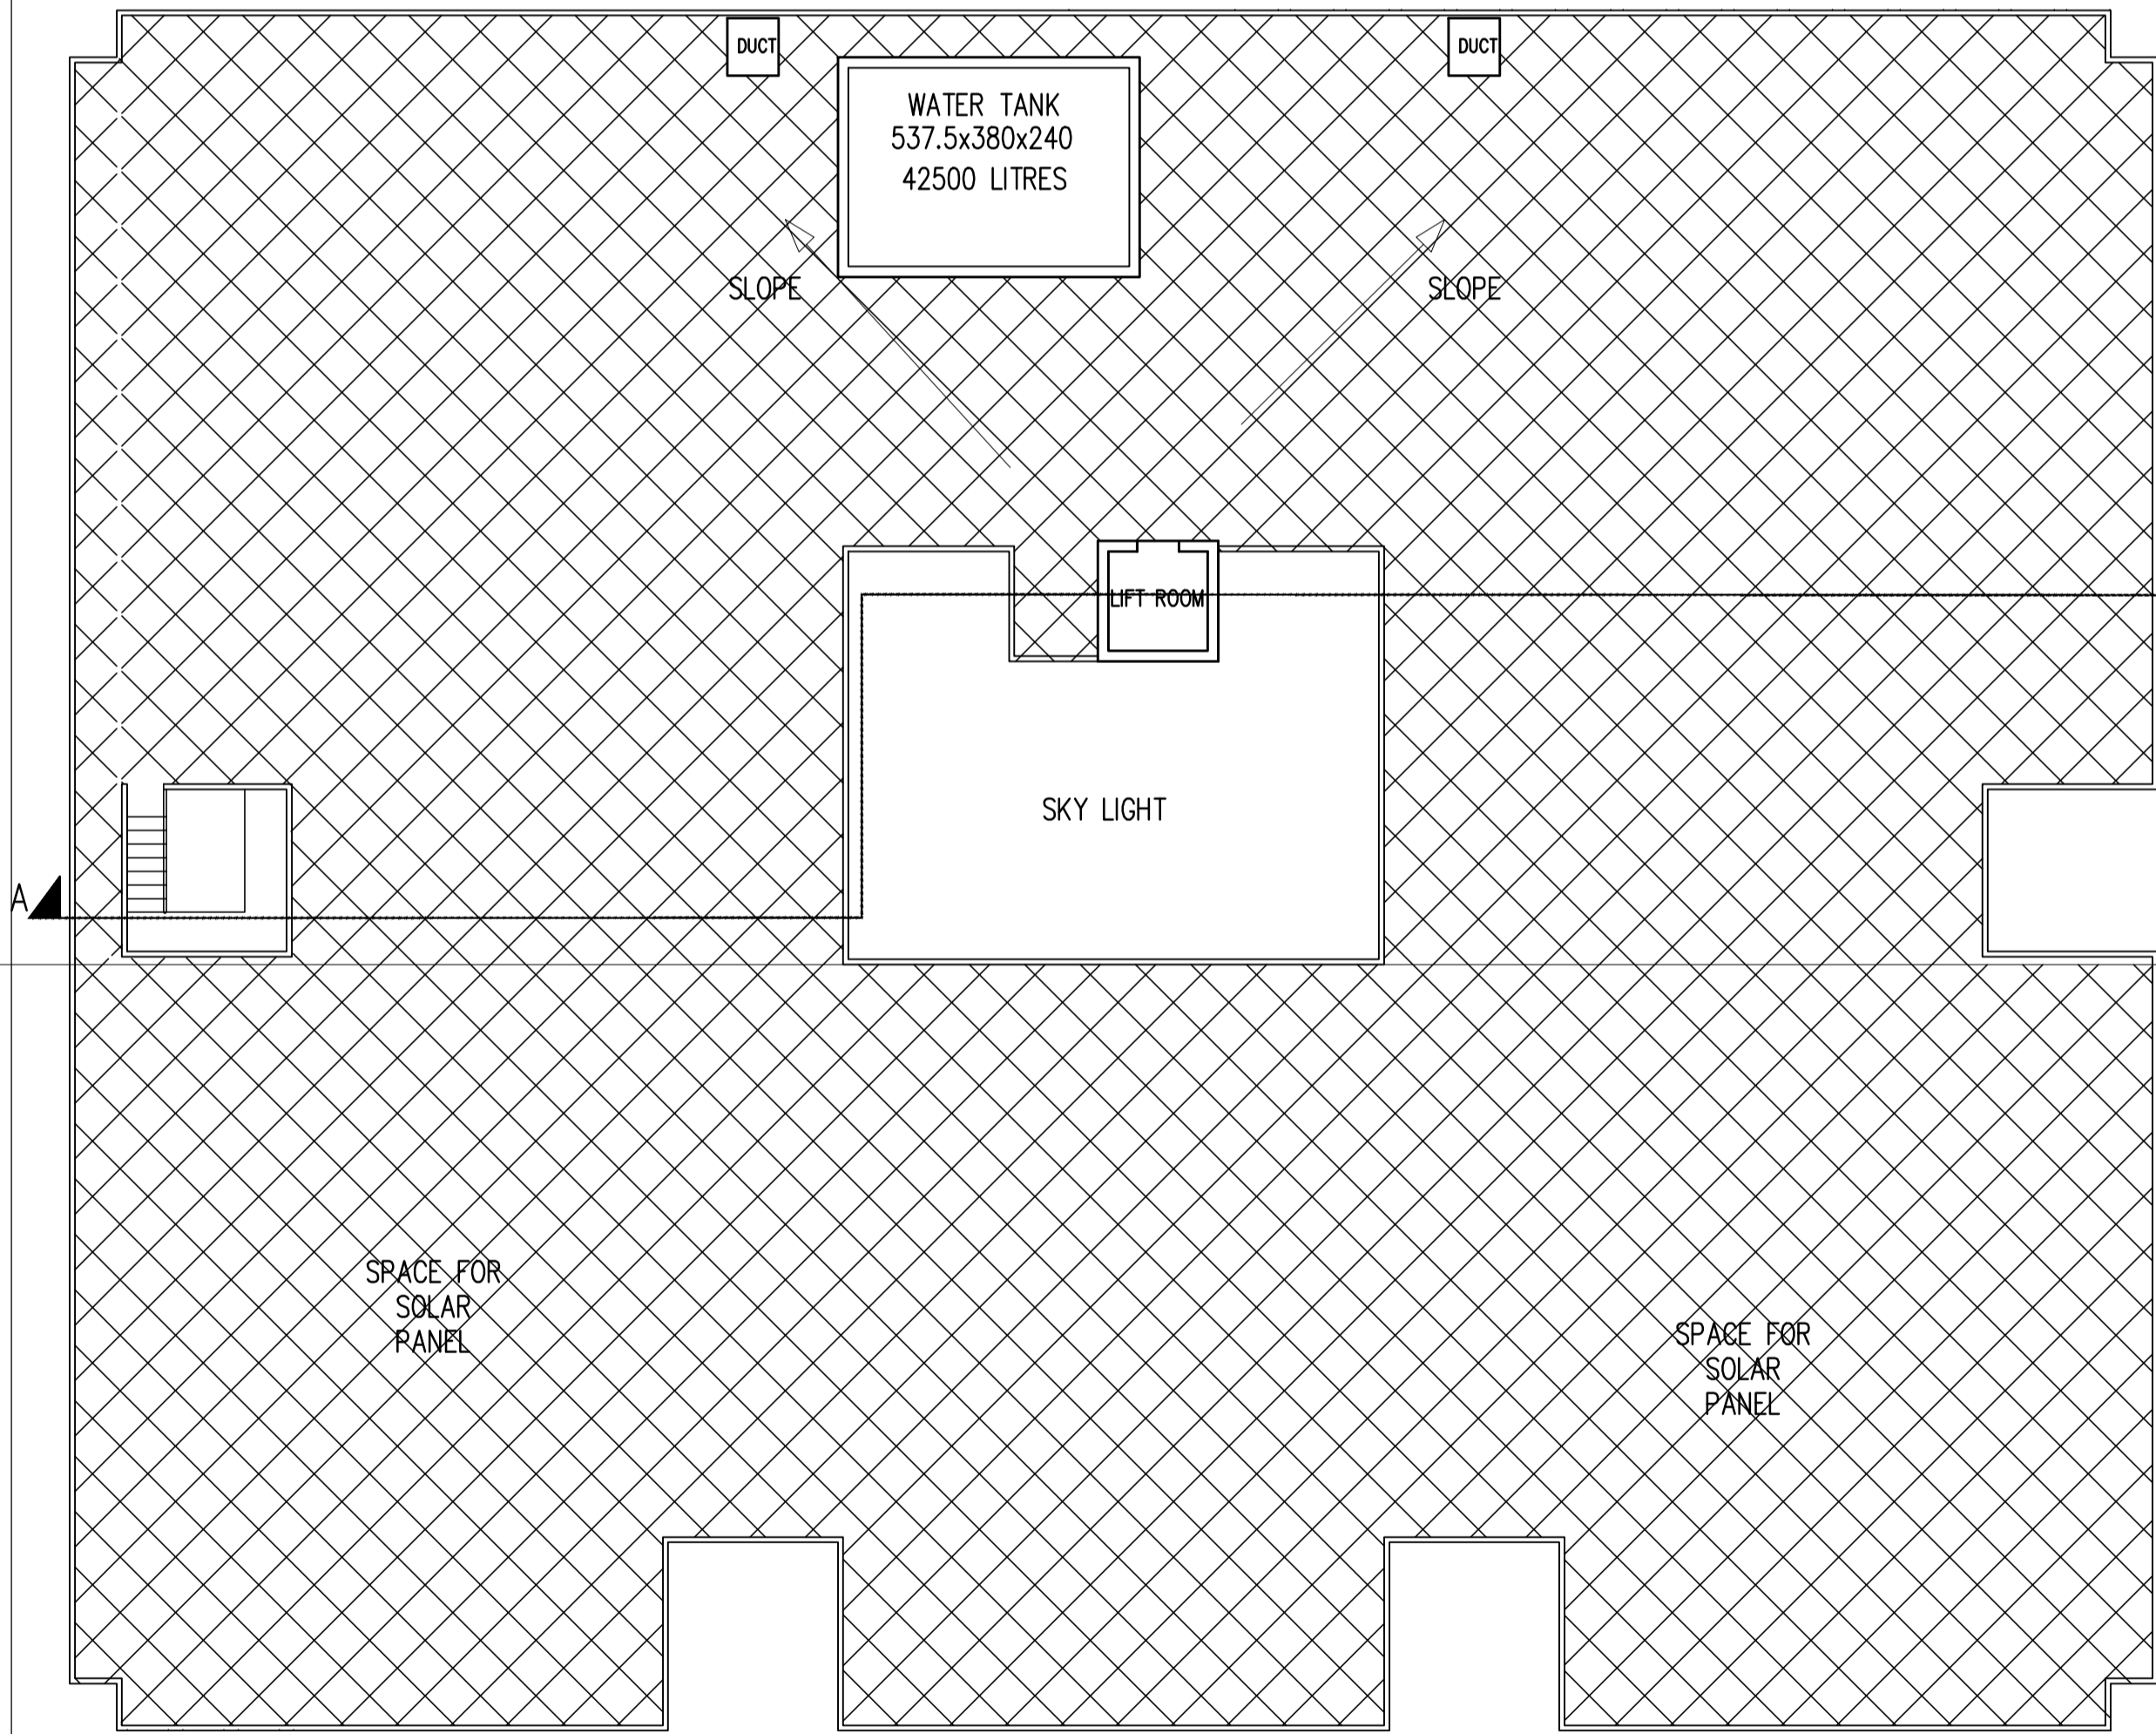 DUCT
DUCT
WATER TANK
537.5x380x240
42500 LITRES
SLOPE
SLOPE
LIFT ROOM
SKY LIGHT
A
SPACE FOR
SOLAR
PANEL
SPACE FOR
SOLAR
PANEL